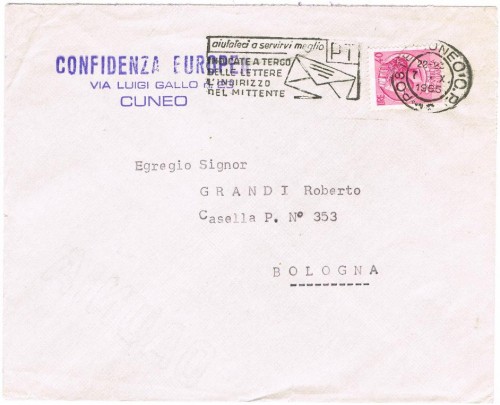 CONFIDENZA EUROPEA
VIA LUIGI GALLO
CUNEO
aiutateci a servirvi meglio
PT
INDICATE A TERGO
DELLE LETTERE
L'INDIRIZZO
DEL MITTENTE
CUNEO C.P.
1965
Egregio Signor
GRANDI Roberto
Casella P. N° 353
BOLOGNA